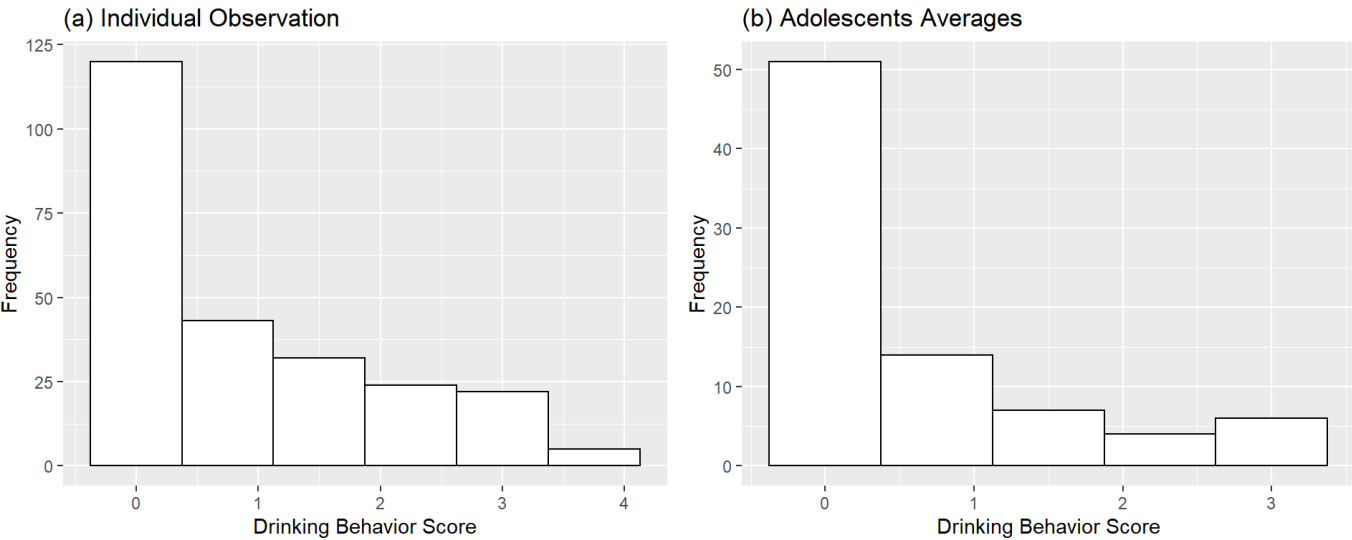 (a) Individual Observation
125
100
75
50
25
0
Frequency
0 1 2 3 4
Drinking Behavior Score
(b) Adolescents Averages
50
40
30
20
10
0
Frequency
0 1 2 3
Drinking Behavior Score